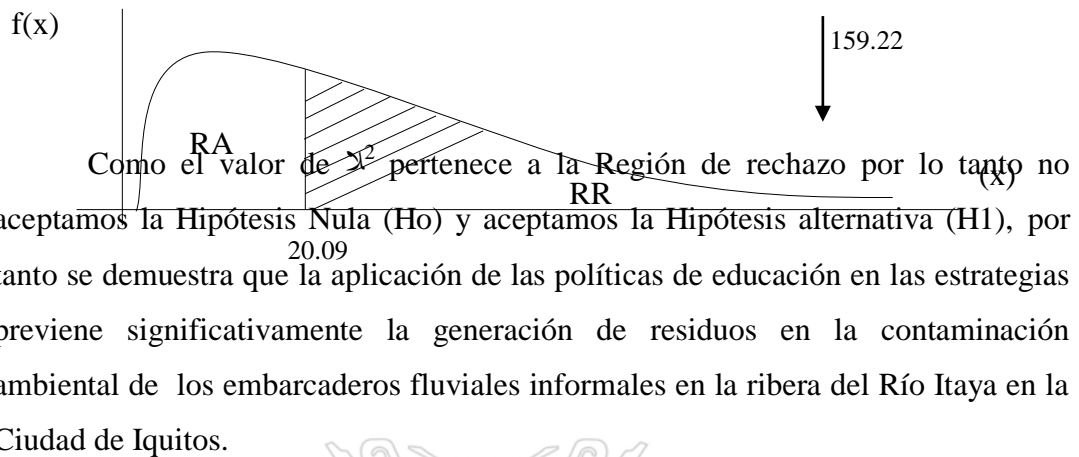 f(x)
159.22
RA
Como el valor de χ² pertenece a la Región de rechazo por lo tanto no
(x)
RR
aceptamos la Hipótesis Nula (Ho) y aceptamos la Hipótesis alternativa (H1), por
20.09
tanto se demuestra que la aplicación de las políticas de educación en las estrategias
previene significativamente la generación de residuos en la contaminación
ambiental de los embarcaderos fluviales informales en la ribera del Río Itaya en la
Ciudad de Iquitos.